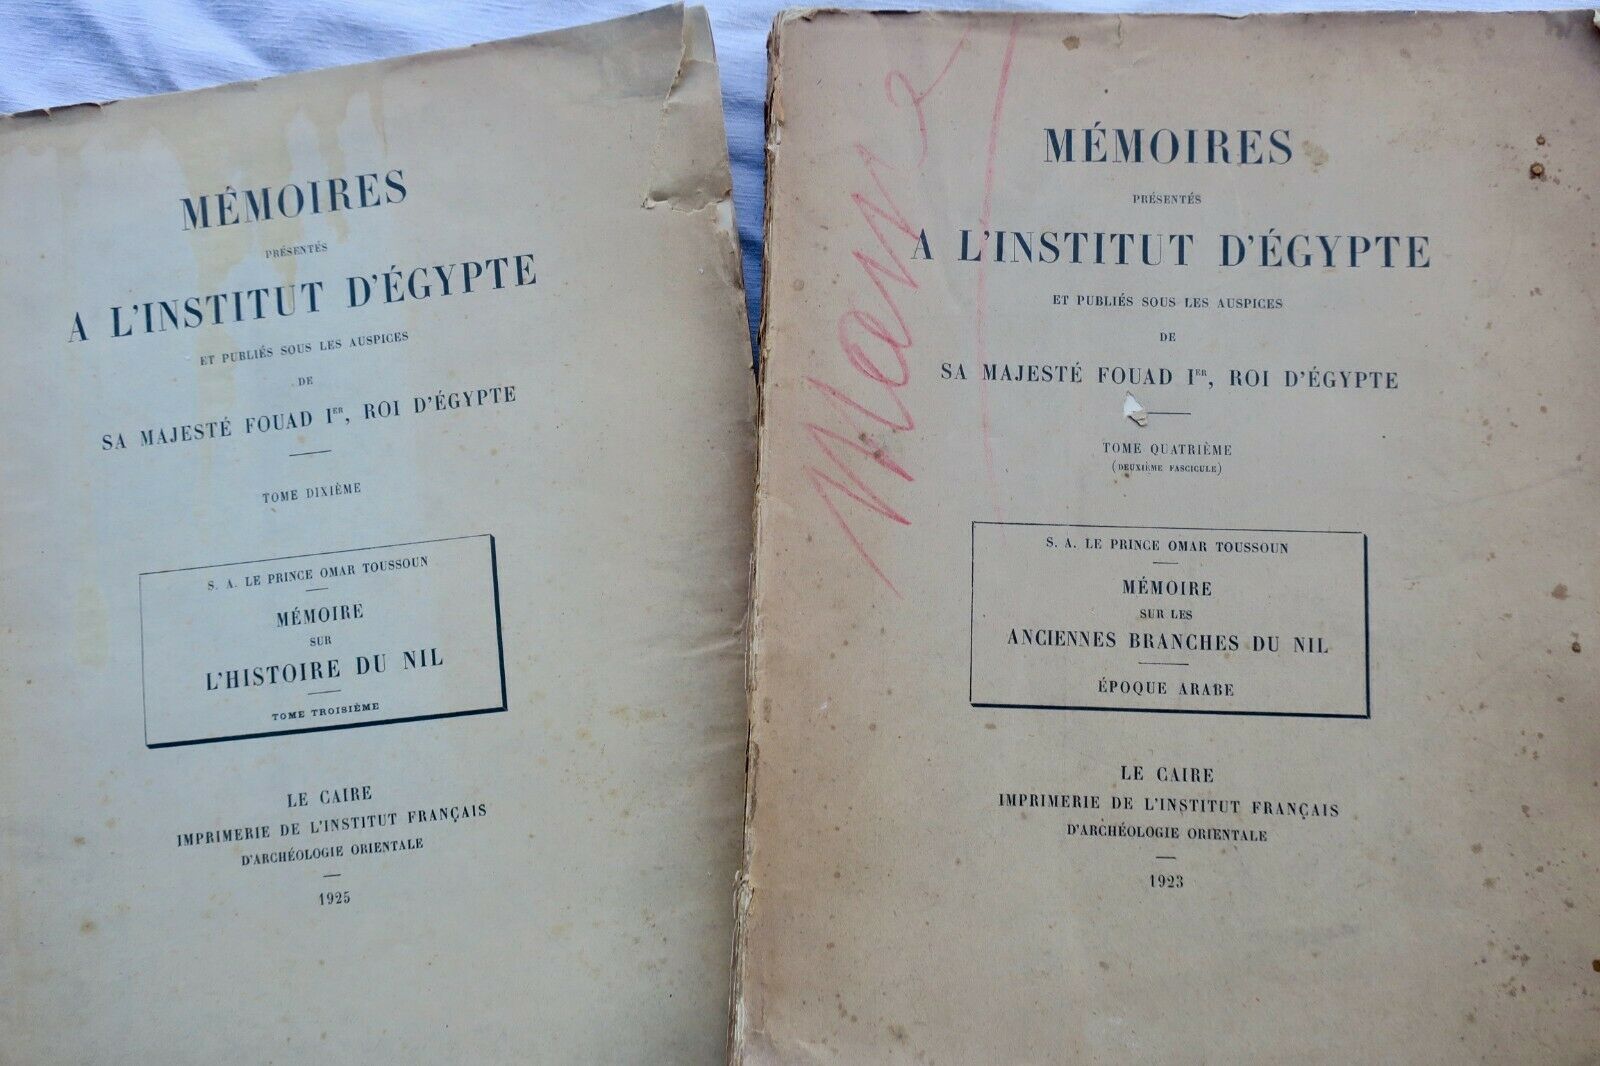 MÉMOIRES
PRÉSENTÉS
A L'INSTITUT D'ÉGYPTE
ET PUBLIÉS SOUS LES AUSPICES
DE
SA MAJESTÉ FOUAD IER, ROI D'ÉGYPTE
TOME DIXIÈME
S. A. LE PRINCE OMAR TOUSSOUN
MÉMOIRE
SUR
L'HISTOIRE DU NIL
TOME TROISIÈME
LE CAIRE
IMPRIMERIE DE L'INSTITUT FRANÇAIS
D'ARCHÉOLOGIE ORIENTALE
1925
MÉMOIRES
PRÉSENTÉS
A L'INSTITUT D'ÉGYPTE
ET PUBLIÉS SOUS LES AUSPICES
DE
SA MAJESTÉ FOUAD IER, ROI D'ÉGYPTE
TOME QUATRIÈME
(DEUXIÈME FASCICULE)
S. A. LE PRINCE OMAR TOUSSOUN
MÉMOIRE
SUR LES
ANCIENNES BRANCHES DU NIL
ÉPOQUE ARABE
LE CAIRE
IMPRIMERIE DE L'INSTITUT FRANÇAIS
D'ARCHÉOLOGIE ORIENTALE
1923